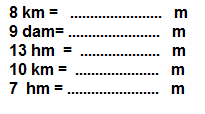 8 km = ....................... m
9 dam= ....................... m
13 hm = .................... m
10 km = ..................... m
7 hm = ....................... m